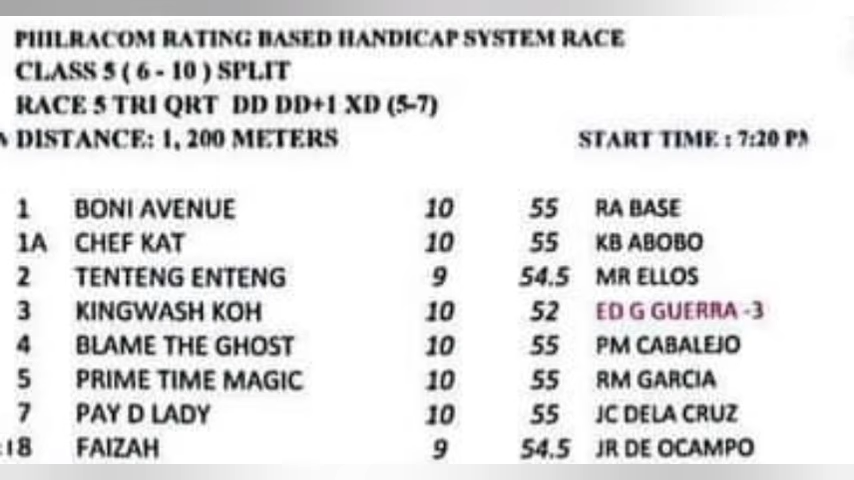 PHILRACOM RATING BASED HANDICAP SYSTEM RACE
CLASS 5 ( 6 - 10 ) SPLIT
RACE 5 TRI QRT DD DD+1 XD (5-7)
DISTANCE: 1, 200 METERS START TIME : 7:20 PM
1 BONI AVENUE 10 55 RA BASE
1A CHEF KAT 10 55 KB ABOBO
2 TENTENG ENTENG 9 54.5 MR ELLOS
3 KINGWASH KOH 10 52 ED G GUERRA -3
4 BLAME THE GHOST 10 55 PM CABALEJO
5 PRIME TIME MAGIC 10 55 RM GARCIA
7 PAY D LADY 10 55 JC DELA CRUZ
8 FAIZAH 9 54.5 JR DE OCAMPO